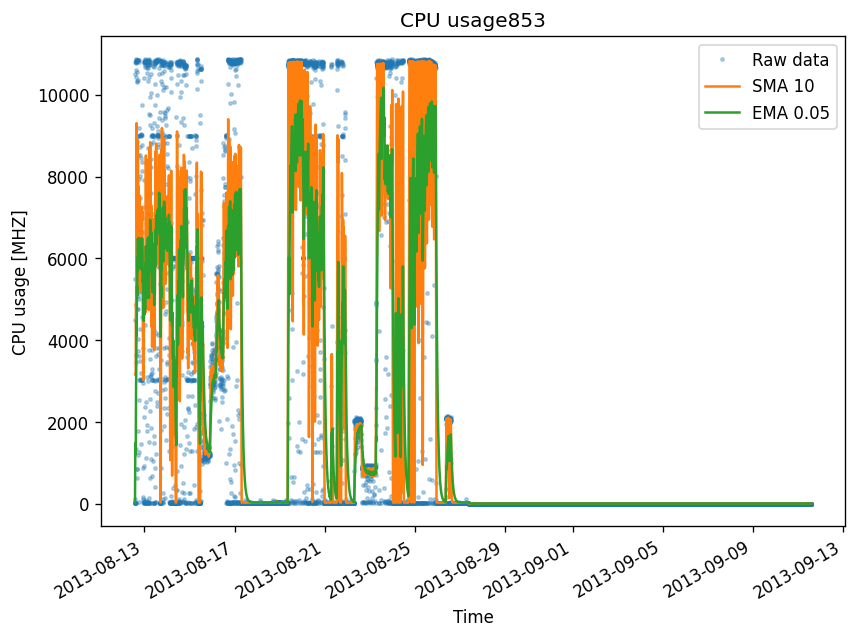 CPU usage853
Raw data
SMA 10
EMA 0.05
CPU usage [MHZ]
10000
8000
6000
4000
2000
0
2013-08-13
2013-08-17
2013-08-21
2013-08-25
2013-08-29
2013-09-01
2013-09-05
2013-09-09
2013-09-13
Time